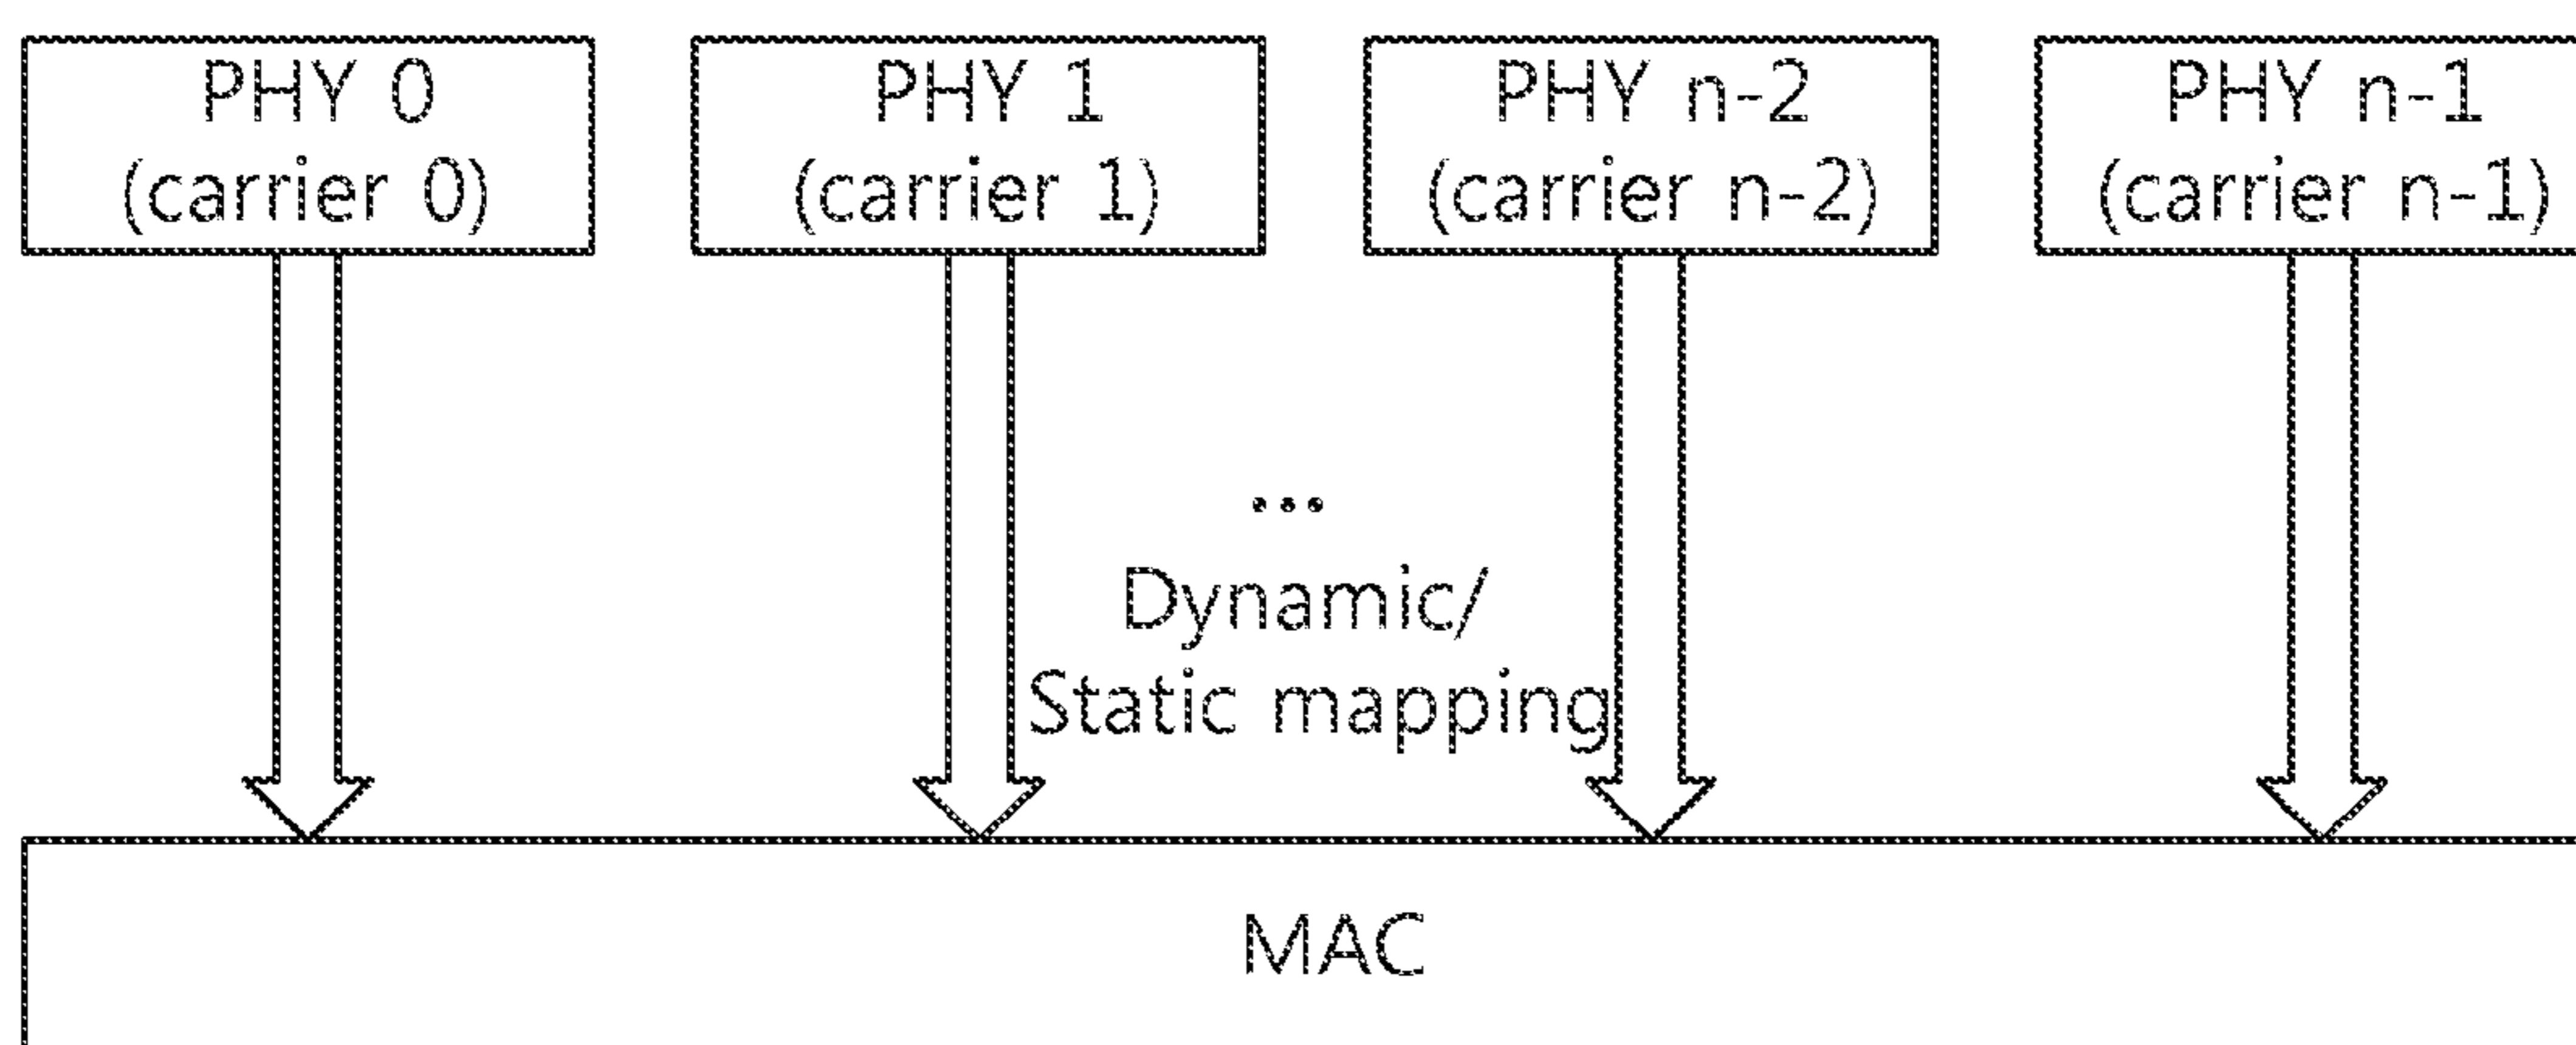 PHY 0
(carrier 0)
PHY 1
(carrier 1)
PHY n-2
(carrier n-2)
PHY n-1
(carrier n-1)
...
Dynamic/
Static mapping
MAC